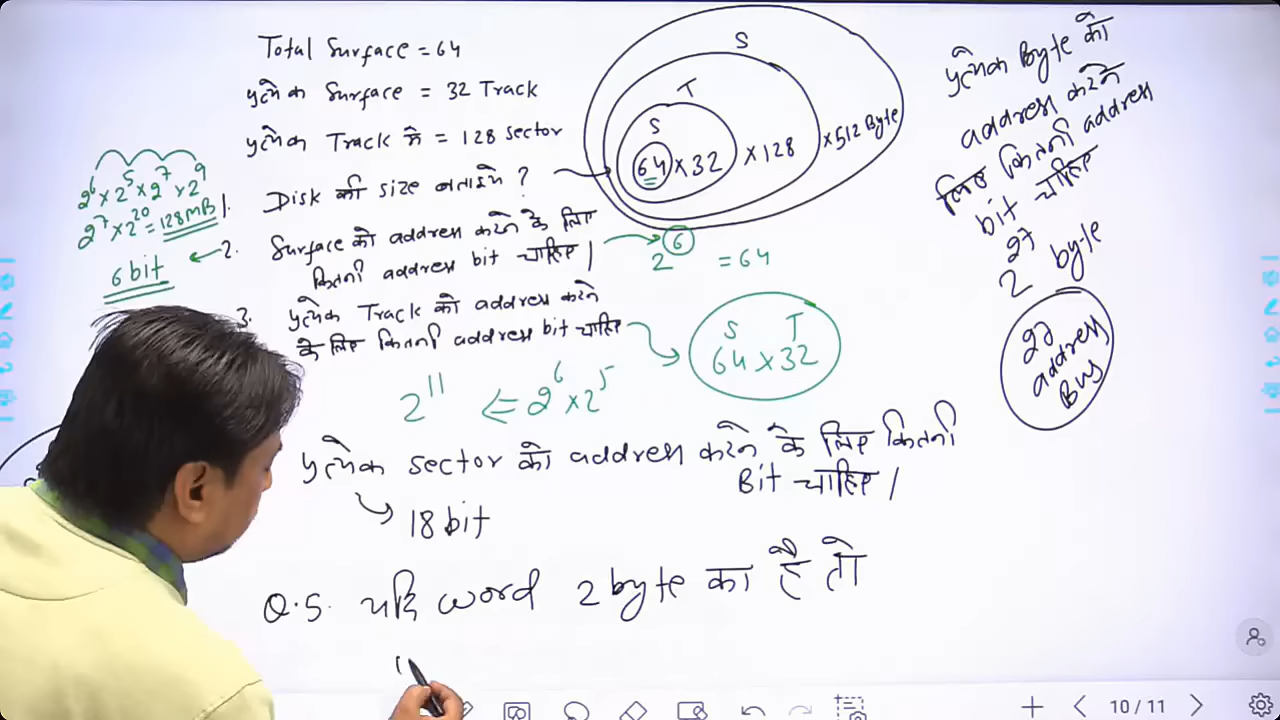 Total Surface = 64
प्रत्येक Surface = 32 Track
प्रत्येक Track में = 128 sector
1. Disk की size बताइये ?
2. Surface को address करने के लिए
कितनी address bit चाहिए।
3. प्रत्येक Track को address करने
के लिए कितनी address bit चाहिए
प्रत्येक sector को address करने के लिए कितनी
Bit चाहिए।
18 bit
Q.5. यदि word 2 byte का है तो
2^6 × 2^5 × 2^7 × 2^9
2^7 × 2^20 = 128 MB
6 bit
S
T
S
64 × 32 × 128 × 512 Byte
2^6 = 64
S T
64 × 32
2^11 ⇐ 2^6 × 2^5
प्रत्येक Byte को
address करने
लिए कितनी address
bit चाहिए
2^27 byte
27
address
Bus
10 / 11